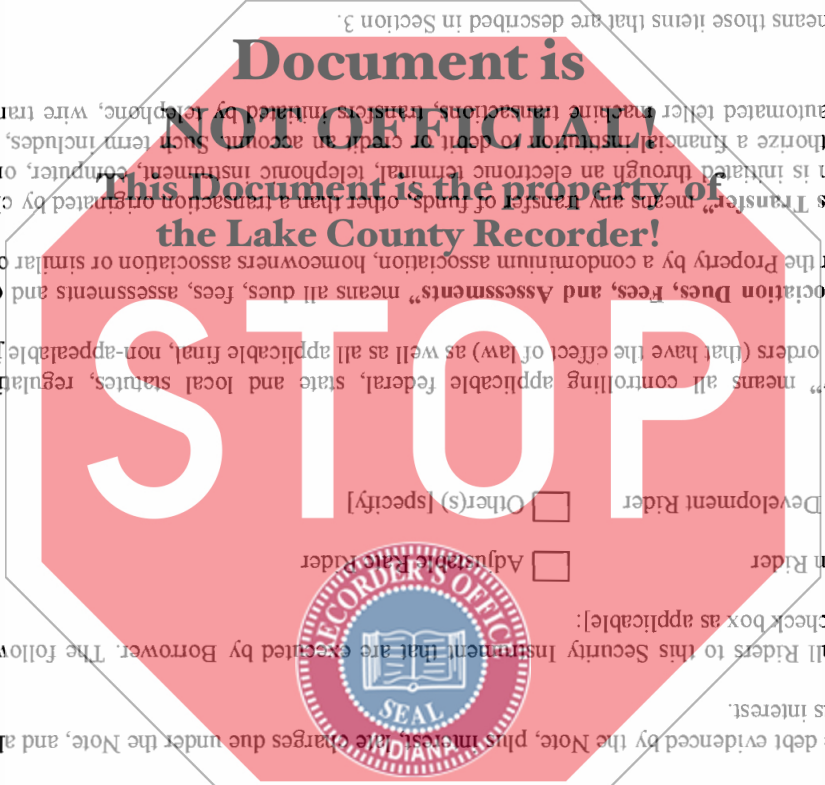 Document is
NOT OFFICIAL!
This Document is the property of
the Lake County Recorder!
STOP
RECORDER'S OFFICE
SEAL
INDIANA
debt evidenced by the Note, plus interest, late charges due under the Note, and
interest.
Riders to this Security Instrument that are executed by Borrower. The
check box as applicable]:
Rider Adjustable Rate Rider
Development Rider Other(s) [specify]
” means all controlling applicable federal, state and local statutes,
orders (that have the effect of law) as well as all applicable final, non-appealable
Dues, Fees, and Assessments” means all dues, fees, assessments and
the Property by a condominium association, homeowners association or similar
Transfer” means any transfer of funds, other than a transaction originated by
is initiated through an electronic terminal, telephonic instrument, computer, or
a financial institution to debit or credit an account. Such term includes,
automated teller machine transactions, transfers initiated by telephone, wire
means those items that are described in Section 3.